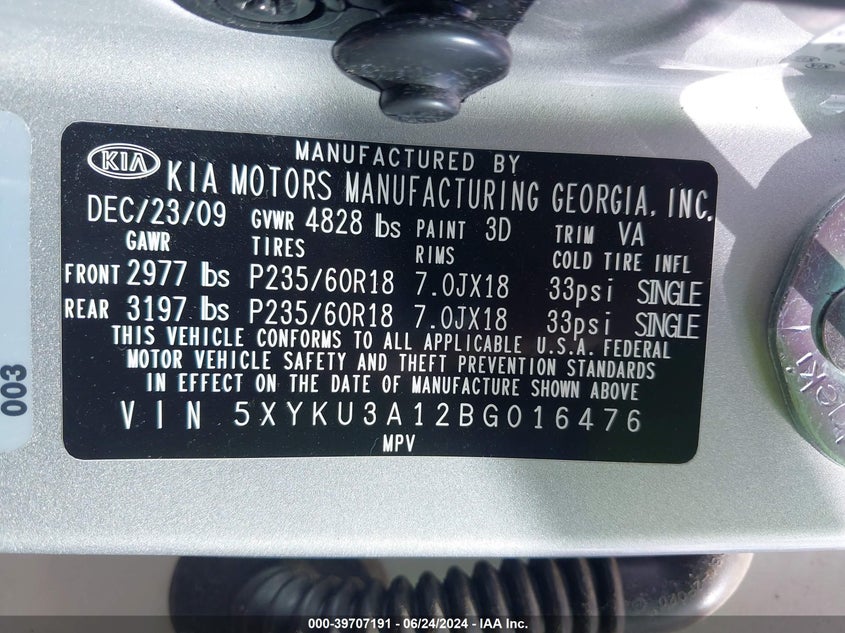 MANUFACTURED BY
KIA KIA MOTORS MANUFACTURING GEORGIA, INC.
DEC/23/09 GVWR 4828 lbs PAINT 3D TRIM VA
GAWR TIRES RIMS COLD TIRE INFL
FRONT 2977 lbs P235/60R18 7.0JX18 33psi SINGLE
REAR 3197 lbs P235/60R18 7.0JX18 33psi SINGLE
THIS VEHICLE CONFORMS TO ALL APPLICABLE U.S.A. FEDERAL
MOTOR VEHICLE SAFETY AND THEFT PREVENTION STANDARDS
IN EFFECT ON THE DATE OF MANUFACTURE SHOWN ABOVE
VIN 5XYKU3A12BG016476
MPV
003
000-39707191 - 06/24/2024 - IAA Inc.